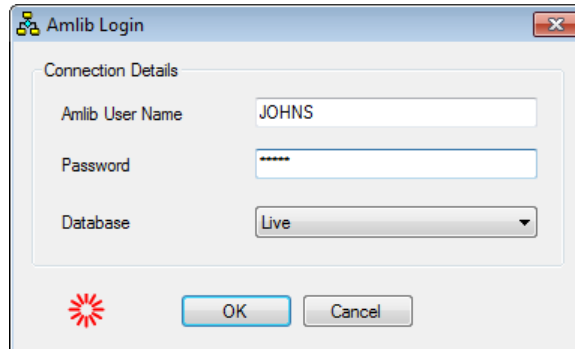 Amlib Login
Connection Details
Amlib User Name JOHNS
Password *****
Database Live
OK Cancel